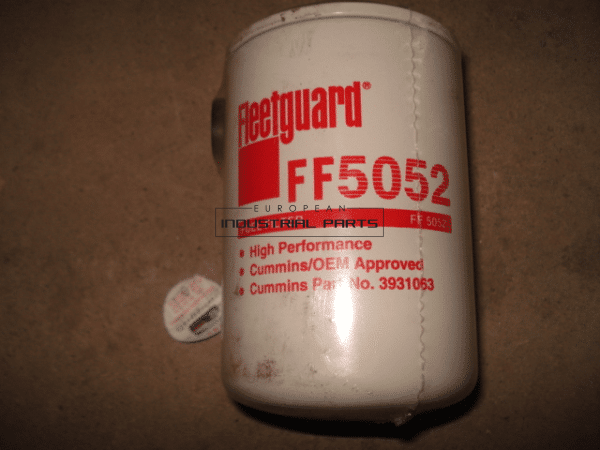 Fleetguard®
FF5052
EUROPEAN
INDUSTRIAL PARTS
FF 5052
• High Performance
• Cummins/OEM Approved
• Cummins Part No. 3931063